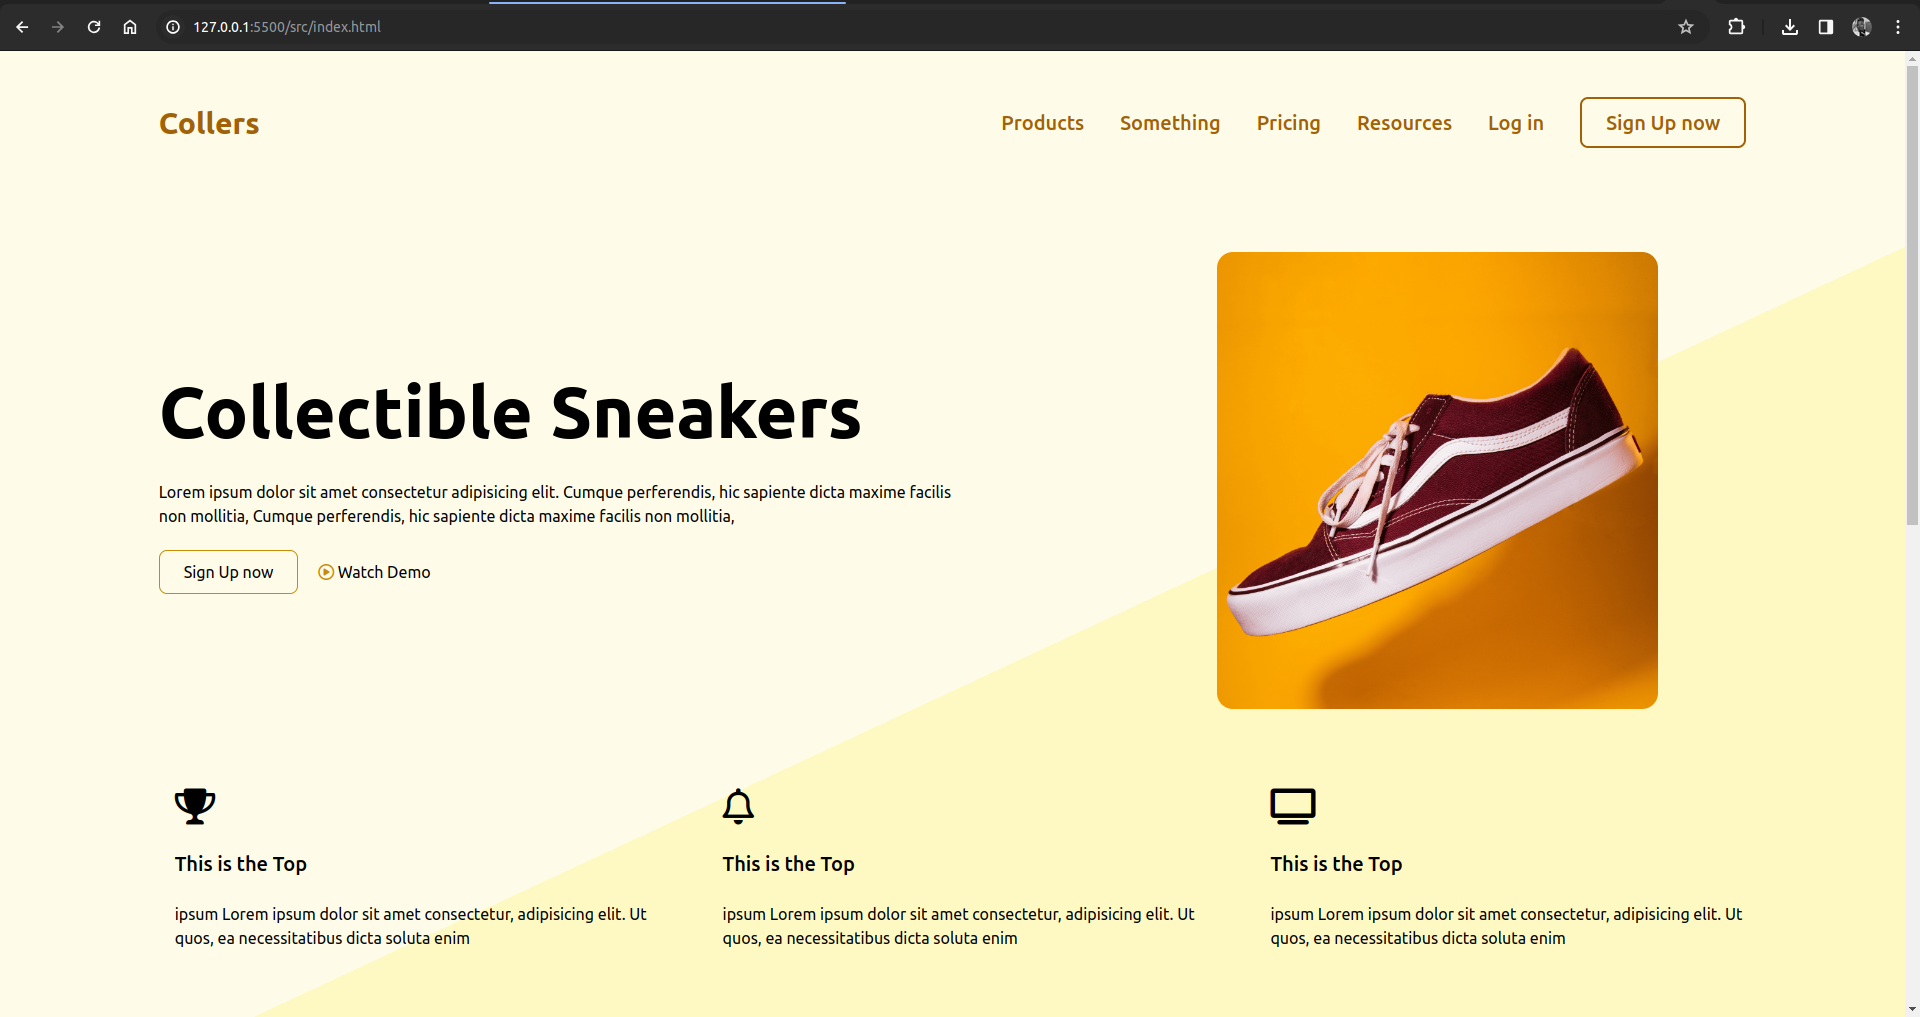 127.0.0.1:5500/src/index.html
Collers
Products
Something
Pricing
Resources
Log in
Sign Up now
Collectible Sneakers
Lorem ipsum dolor sit amet consectetur adipisicing elit. Cumque perferendis, hic sapiente dicta maxime facilis
non mollitia, Cumque perferendis, hic sapiente dicta maxime facilis non mollitia,
Sign Up now
Watch Demo
This is the Top
ipsum Lorem ipsum dolor sit amet consectetur, adipisicing elit. Ut
quos, ea necessitatibus dicta soluta enim
This is the Top
ipsum Lorem ipsum dolor sit amet consectetur, adipisicing elit. Ut
quos, ea necessitatibus dicta soluta enim
This is the Top
ipsum Lorem ipsum dolor sit amet consectetur, adipisicing elit. Ut
quos, ea necessitatibus dicta soluta enim